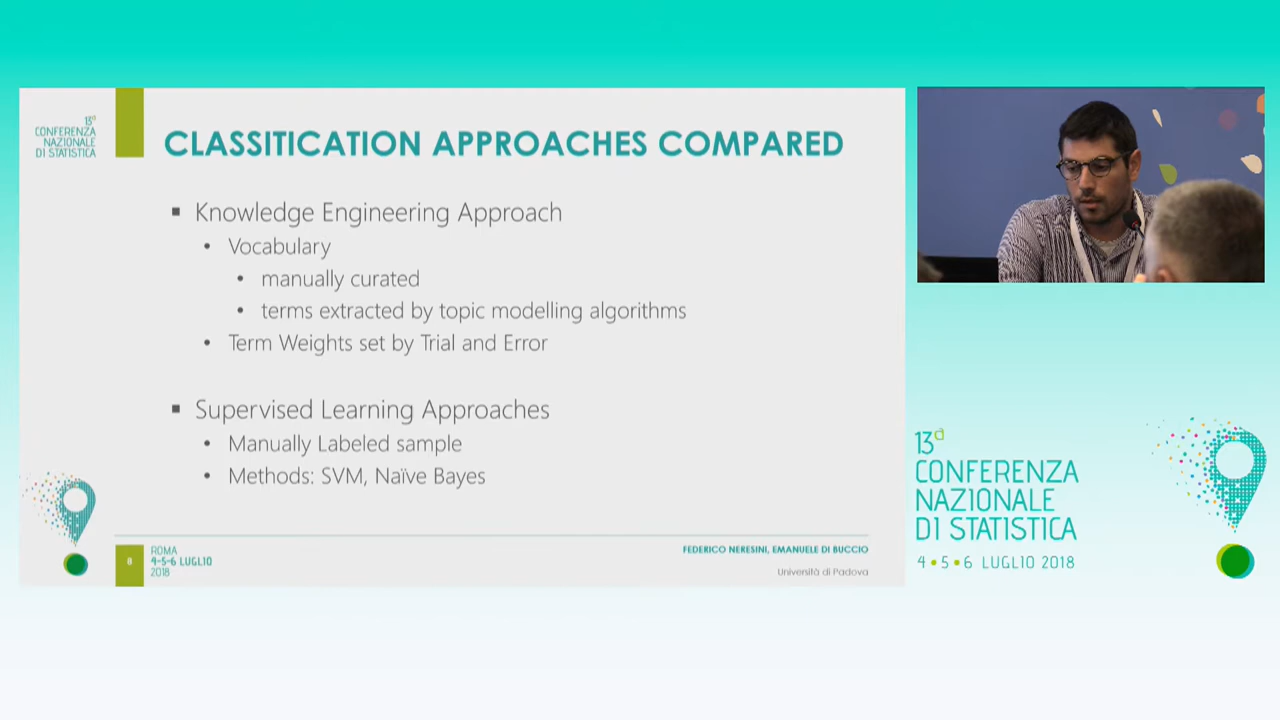 13ª
CONFERENZA
NAZIONALE
DI STATISTICA
CLASSITICATION APPROACHES COMPARED
Knowledge Engineering Approach
Vocabulary
manually curated
terms extracted by topic modelling algorithms
Term Weights set by Trial and Error
Supervised Learning Approaches
Manually Labeled sample
Methods: SVM, Naïve Bayes
8
ROMA
4-5-6 LUGLIO
2018
FEDERICO NERESINI, EMANUELE DI BUCCIO
Università di Padova
13ª
CONFERENZA
NAZIONALE
DI STATISTICA
4•5•6 LUGLIO 2018